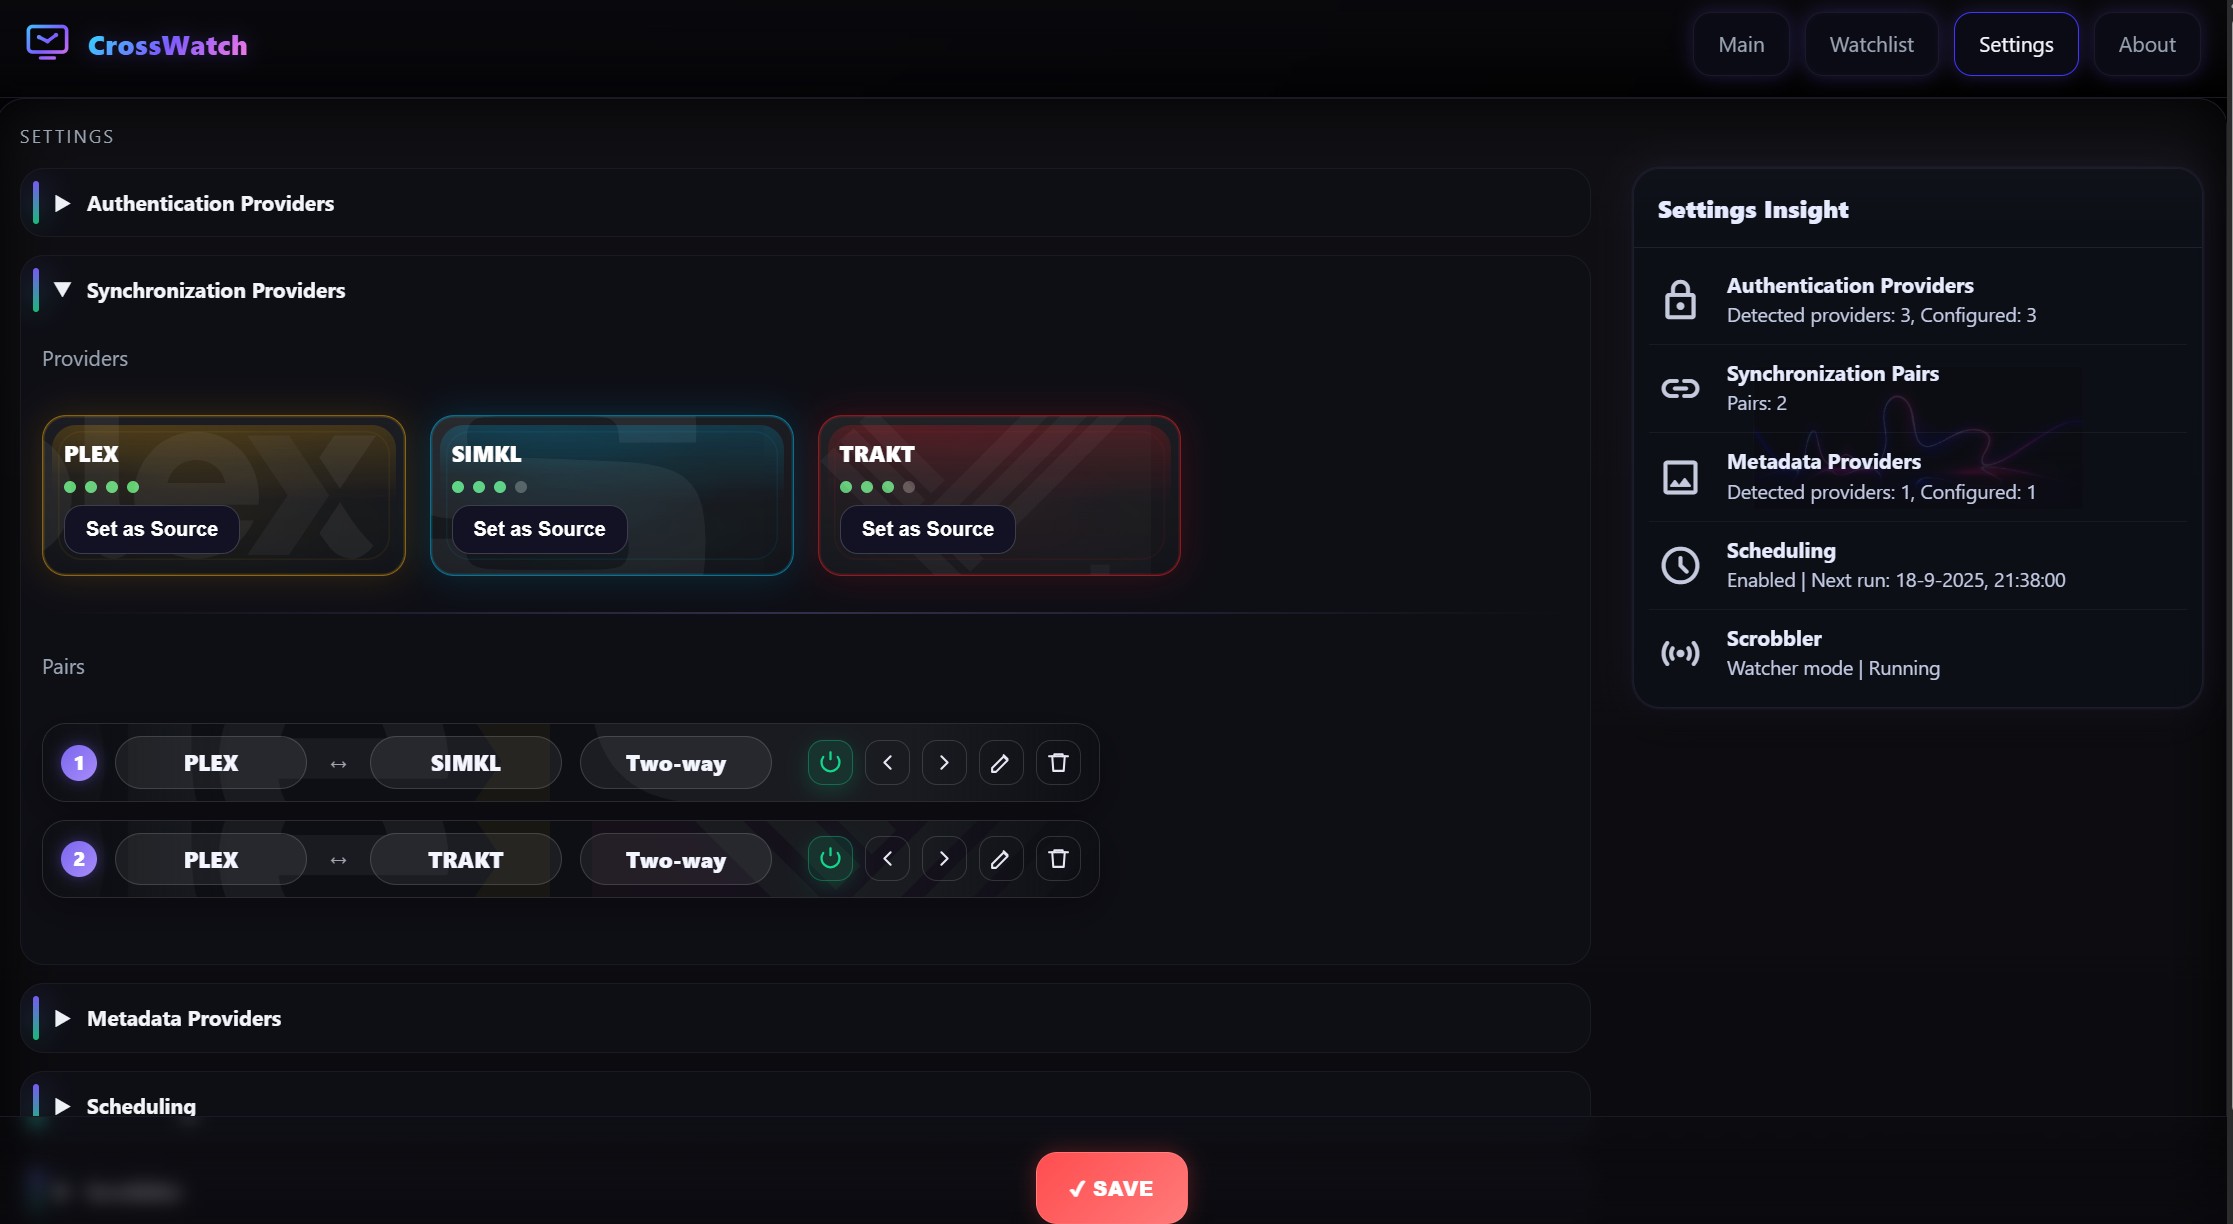 CrossWatch
Main
Watchlist
Settings
About
SETTINGS
Authentication Providers
Synchronization Providers
Providers
PLEX
Set as Source
SIMKL
Set as Source
TRAKT
Set as Source
Pairs
1 PLEX ↔ SIMKL Two-way
2 PLEX ↔ TRAKT Two-way
Metadata Providers
Scheduling
✓ SAVE
Settings Insight
Authentication Providers
Detected providers: 3, Configured: 3
Synchronization Pairs
Pairs: 2
Metadata Providers
Detected providers: 1, Configured: 1
Scheduling
Enabled | Next run: 18-9-2025, 21:38:00
Scrobbler
Watcher mode | Running